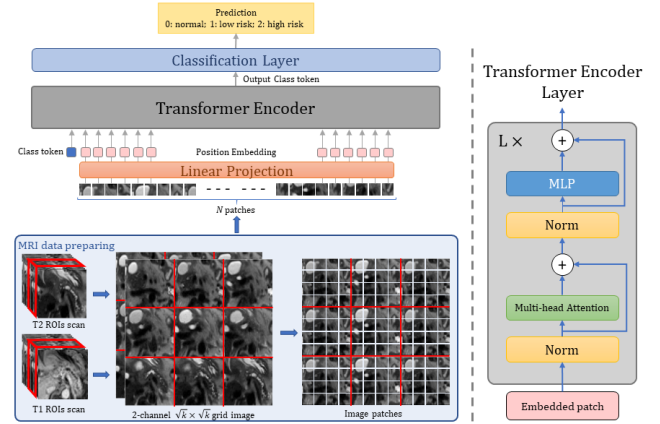 Prediction
0: normal; 1: low risk; 2: high risk
Classification Layer
Output Class token
Transformer Encoder
Class token
Position Embedding
Linear Projection
N patches
MRI data preparing
T2 ROIs scan
T1 ROIs scan
2-channel √k × √k grid image
Image patches
Transformer Encoder
Layer
L ×
+
MLP
Norm
+
Multi-head Attention
Norm
Embedded patch